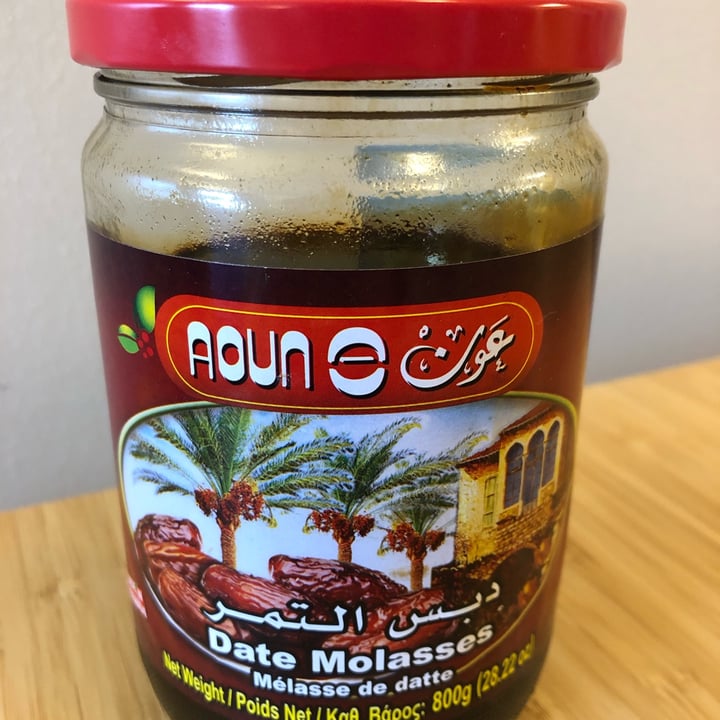 AOUN عون
دبس التمر
Date Molasses
Mélasse de datte
Net Weight / Poids Net / Καθ. Βάρος: 800g (28.22 oz)